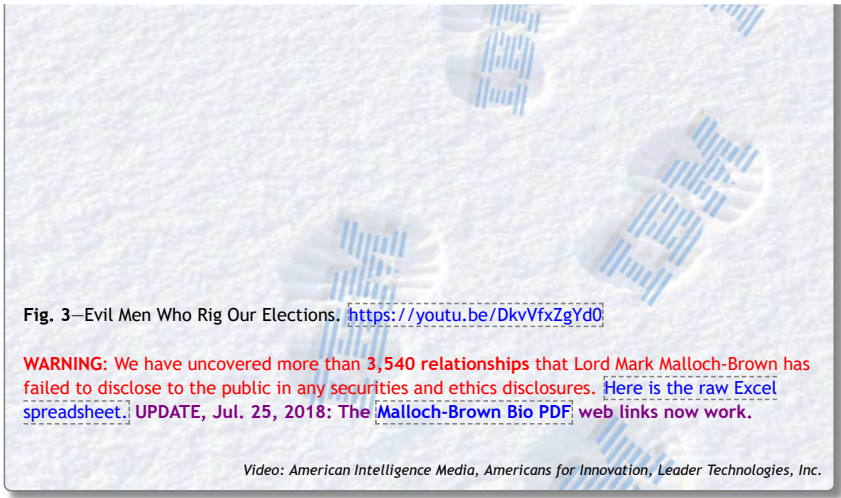 IBM
IBM
IBM
Fig. 3—Evil Men Who Rig Our Elections. https://youtu.be/DkvVfxZgYd0
WARNING: We have uncovered more than 3,540 relationships that Lord Mark Malloch-Brown has
failed to disclose to the public in any securities and ethics disclosures. Here is the raw Excel
spreadsheet. UPDATE, Jul. 25, 2018: The Malloch-Brown Bio PDF web links now work.
Video: American Intelligence Media, Americans for Innovation, Leader Technologies, Inc.